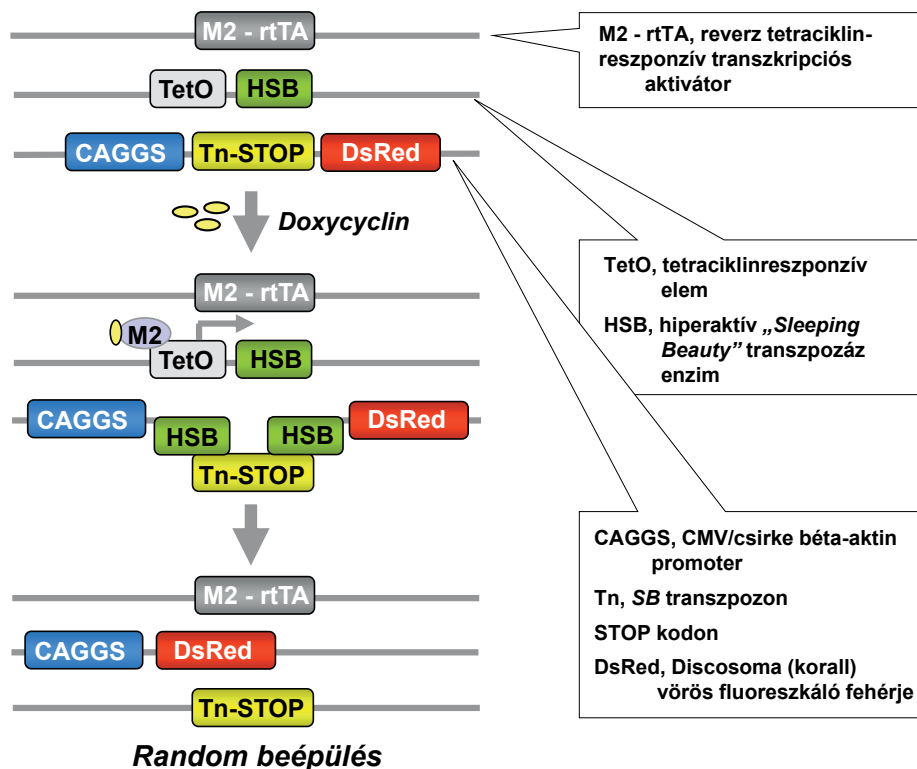 M2 - rtTA
TetO HSB
CAGGS Tn-STOP DsRed
Doxycyclin
M2 - rtTA
M2
TetO HSB
CAGGS DsRed
HSB HSB
Tn-STOP
M2 - rtTA
CAGGS DsRed
Tn-STOP
Random beépülés
M2 - rtTA, reverz tetraciklin-
reszponzív transzkripciós
aktivátor
TetO, tetraciklinreszponzív
elem
HSB, hiperaktív „Sleeping
Beauty” transzpozáz
enzim
CAGGS, CMV/csirke béta-aktin
promoter
Tn, SB transzpozon
STOP kodon
DsRed, Discosoma (korall)
vörös fluoreszkáló fehérje